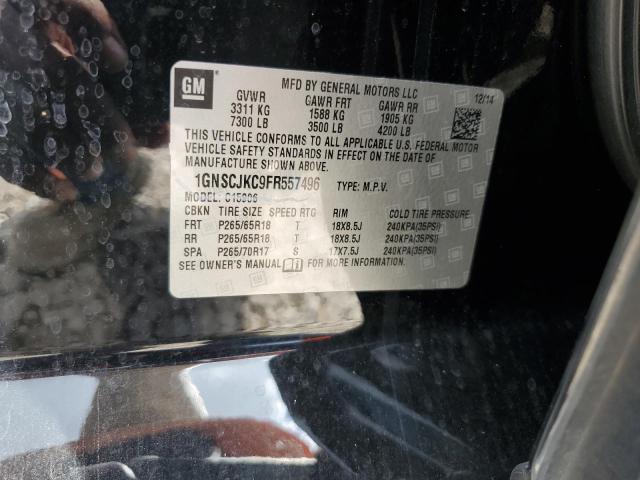 GM
MFD BY GENERAL MOTORS LLC
12/14
GVWR GAWR FRT GAWR RR
3311 KG 1588 KG 1905 KG
7300 LB 3500 LB 4200 LB
THIS VEHICLE CONFORMS TO ALL APPLICABLE U.S. FEDERAL MOTOR
VEHICLE SAFETY STANDARDS IN EFFECT ON THE DATE OF
MANUFACTURE SHOWN ABOVE.
1GNSCJKC9FR557496 TYPE: M.P.V.
MODEL: C15906
CBKN TIRE SIZE SPEED RTG RIM COLD TIRE PRESSURE
FRT P265/65R18 T 18X8.5J 240KPA(35PSI)
RR P265/65R18 T 18X8.5J 240KPA(35PSI)
SPA P265/70R17 S 17X7.5J 240KPA(35PSI)
SEE OWNER'S MANUAL FOR MORE INFORMATION.